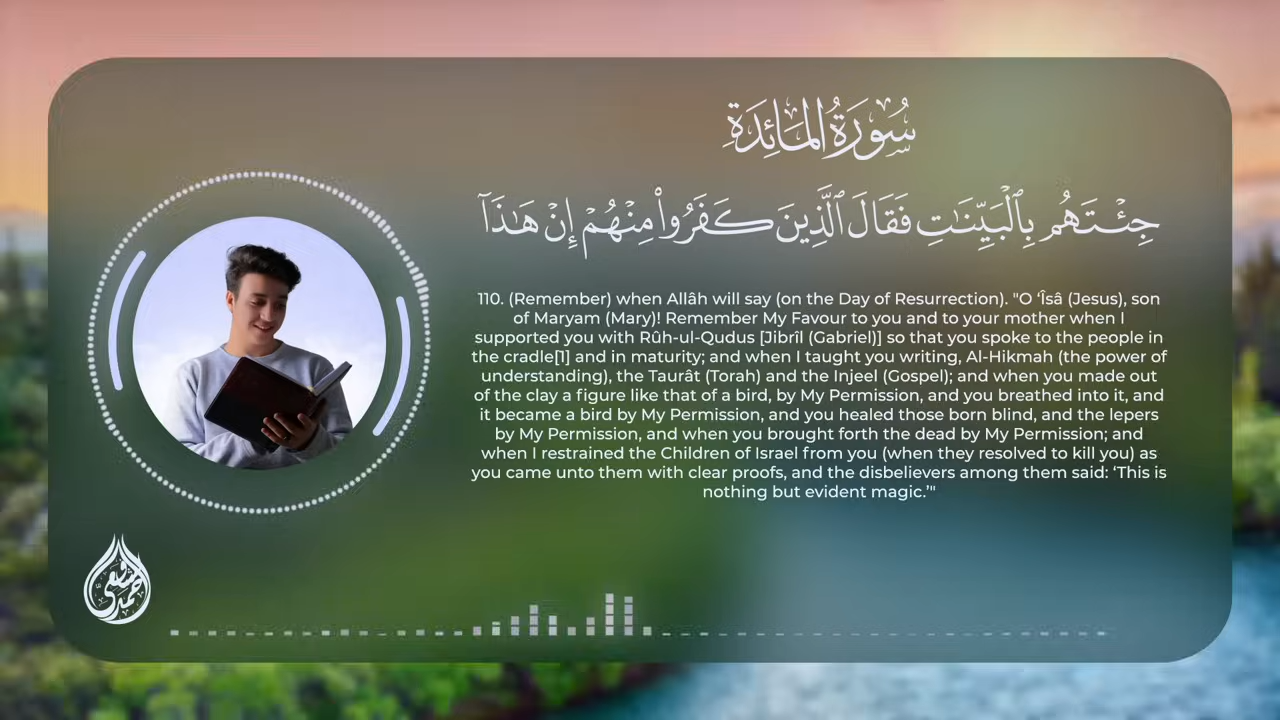 سُورَةُ المَائِدَةِ
جِئْتَهُم بِٱلْبَيِّنَـٰتِ فَقَالَ ٱلَّذِينَ كَفَرُوا۟ مِنْهُمْ إِنْ هَـٰذَآ
110. (Remember) when Allâh will say (on the Day of Resurrection). "O ‘Îsâ (Jesus), son
of Maryam (Mary)! Remember My Favour to you and to your mother when I
supported you with Rûh-ul-Qudus [Jibrîl (Gabriel)] so that you spoke to the people in
the cradle[1] and in maturity; and when I taught you writing, Al-Hikmah (the power of
understanding), the Taurât (Torah) and the Injeel (Gospel); and when you made out
of the clay a figure like that of a bird, by My Permission, and you breathed into it, and
it became a bird by My Permission, and you healed those born blind, and the lepers
by My Permission, and when you brought forth the dead by My Permission; and
when I restrained the Children of Israel from you (when they resolved to kill you) as
you came unto them with clear proofs, and the disbelievers among them said: ‘This is
nothing but evident magic.’"